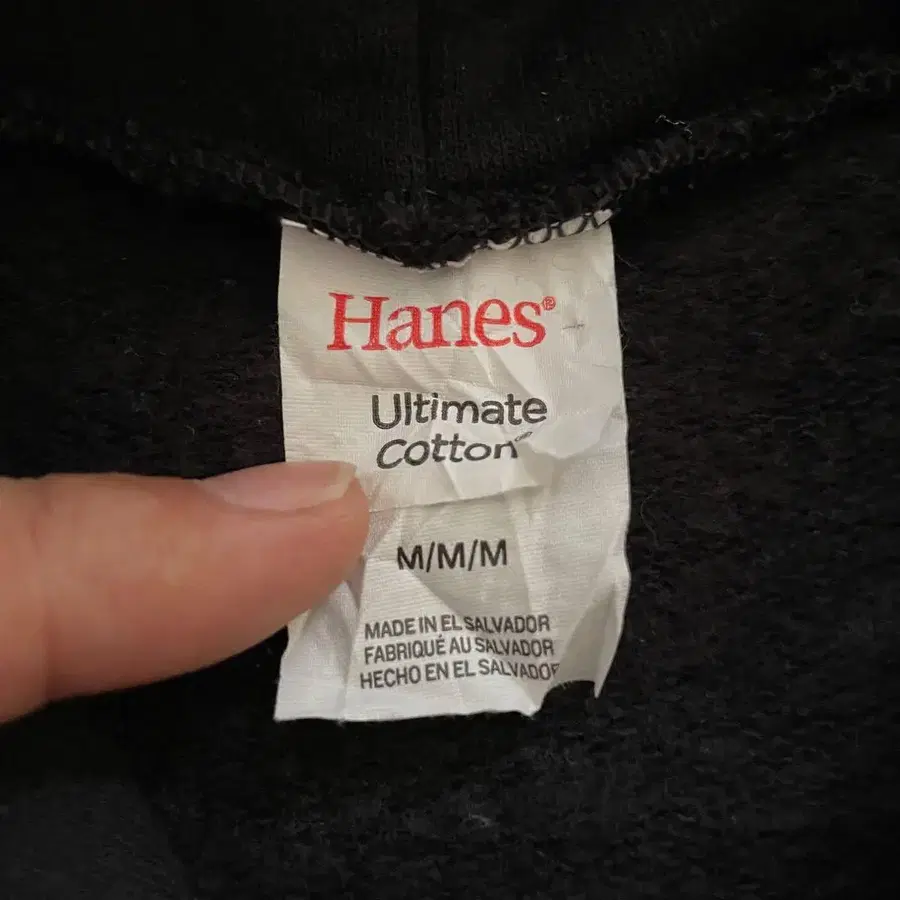 Hanes®
Ultimate
Cotton
M/M/M
MADE IN EL SALVADOR
FABRIQUÉ AU SALVADOR
HECHO EN EL SALVADOR